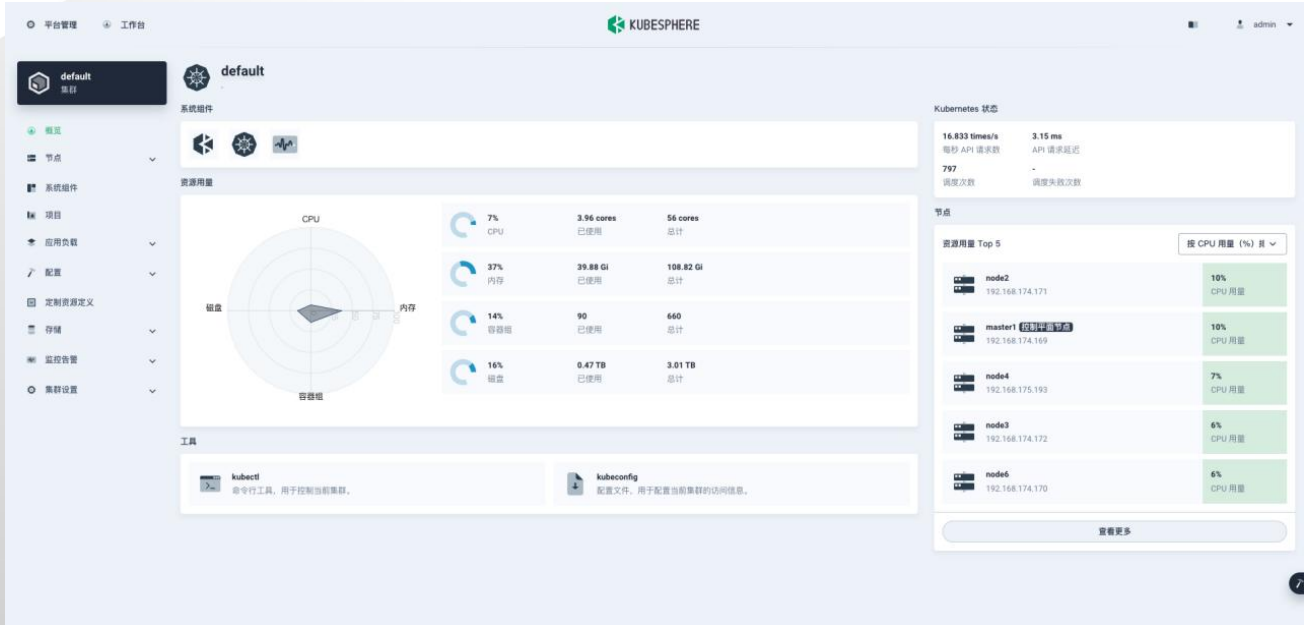 平台管理
工作台
KUBESPHERE
admin
default
集群
概览
节点
系统组件
项目
应用负载
配置
定制资源定义
存储
监控告警
集群设置
default
-
系统组件
资源用量
CPU
内存
容器组
磁盘
7% 3.96 cores 56 cores
CPU 已使用 总计
37% 39.88 Gi 108.82 Gi
内存 已使用 总计
14% 90 660
容器组 已使用 总计
16% 0.47 TB 3.01 TB
磁盘 已使用 总计
工具
kubectl
命令行工具，用于控制当前集群。
kubeconfig
配置文件，用于配置当前集群的访问信息。
Kubernetes 状态
16.833 times/s 3.15 ms
每秒 API 请求数 API 请求延迟
797 -
调度次数 调度失败次数
节点
资源用量 Top 5
按 CPU 用量（%）
node2 10%
192.168.174.171 CPU 用量
master1 控制平面节点 10%
192.168.174.169 CPU 用量
node4 7%
192.168.175.193 CPU 用量
node3 6%
192.168.174.172 CPU 用量
node6 6%
192.168.174.170 CPU 用量
查看更多